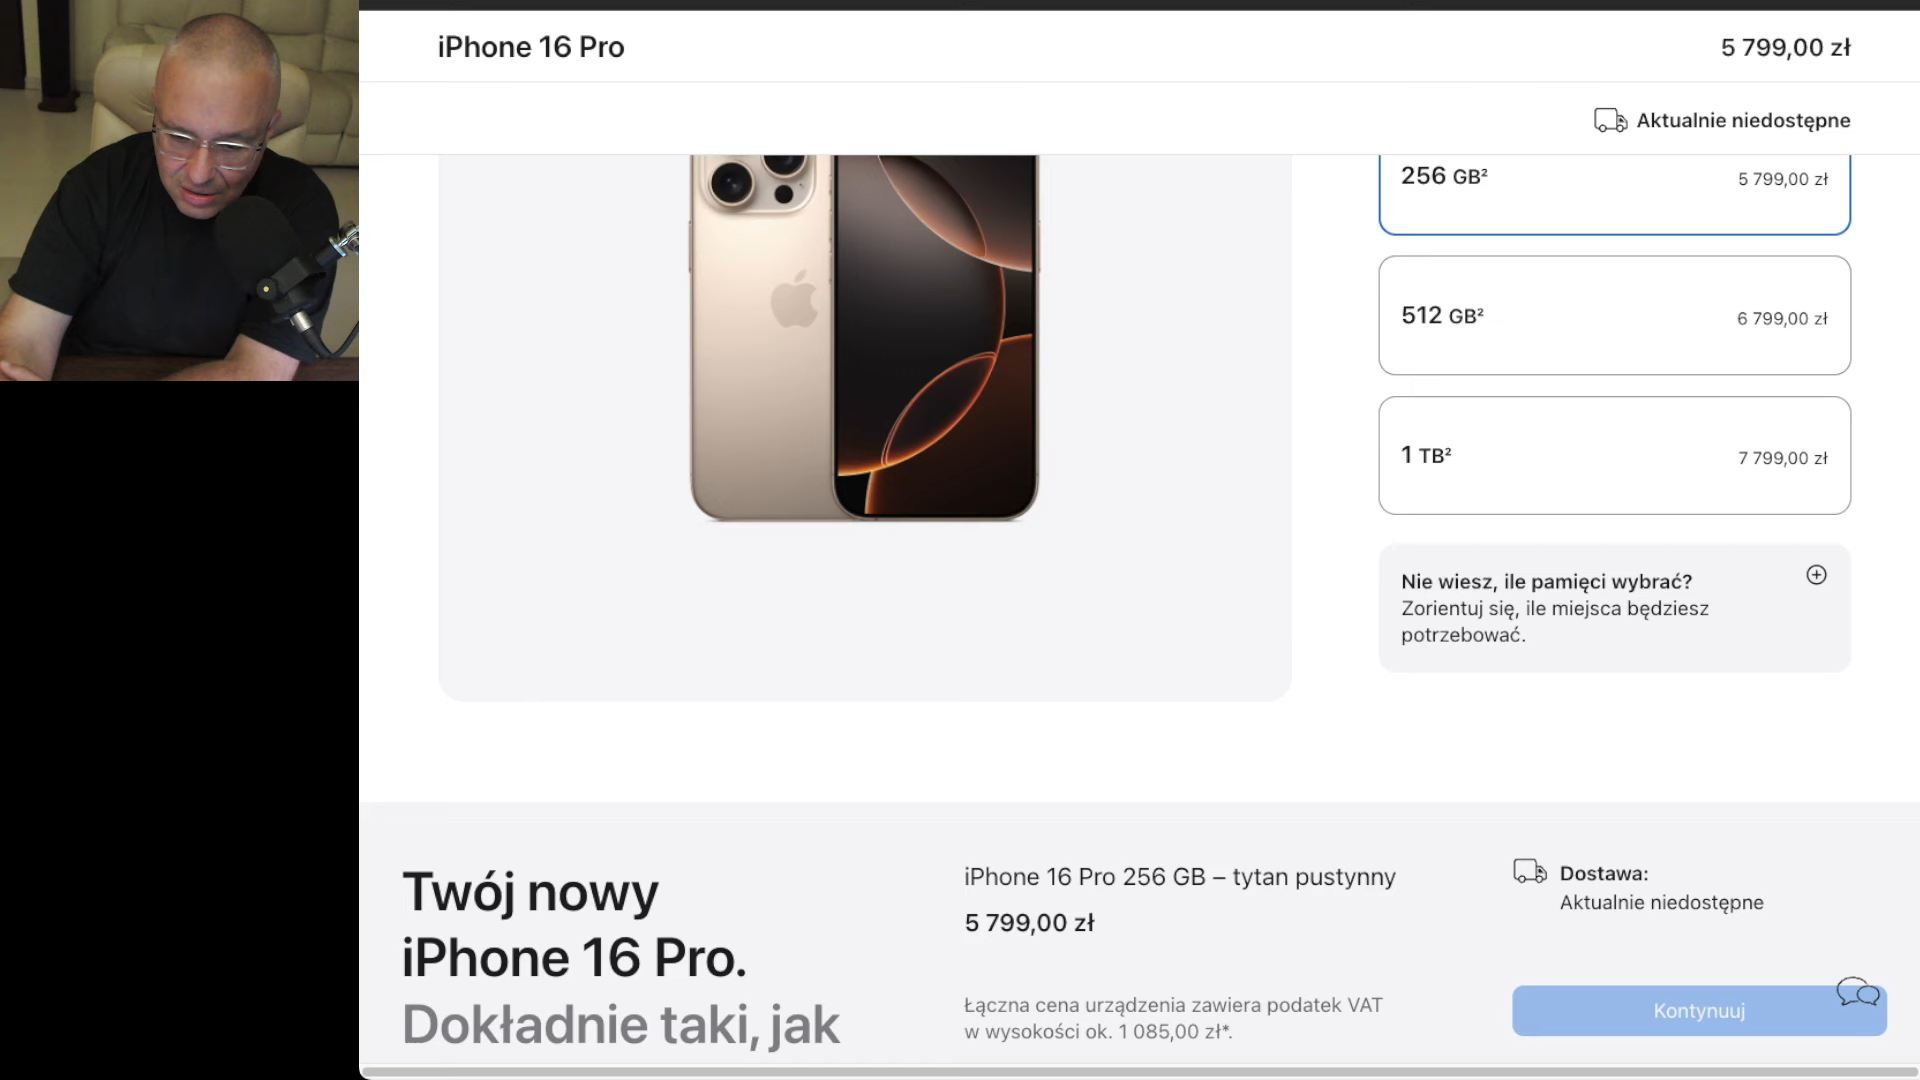 iPhone 16 Pro
5 799,00 zł
Aktualnie niedostępne
256 GB²
5 799,00 zł
512 GB²
6 799,00 zł
1 TB²
7 799,00 zł
Nie wiesz, ile pamięci wybrać?
Zorientuj się, ile miejsca będziesz
potrzebować.
Twój nowy
iPhone 16 Pro.
Dokładnie taki, jak
iPhone 16 Pro 256 GB – tytan pustynny
5 799,00 zł
Łączna cena urządzenia zawiera podatek VAT
w wysokości ok. 1 085,00 zł*.
Dostawa:
Aktualnie niedostępne
Kontynuuj